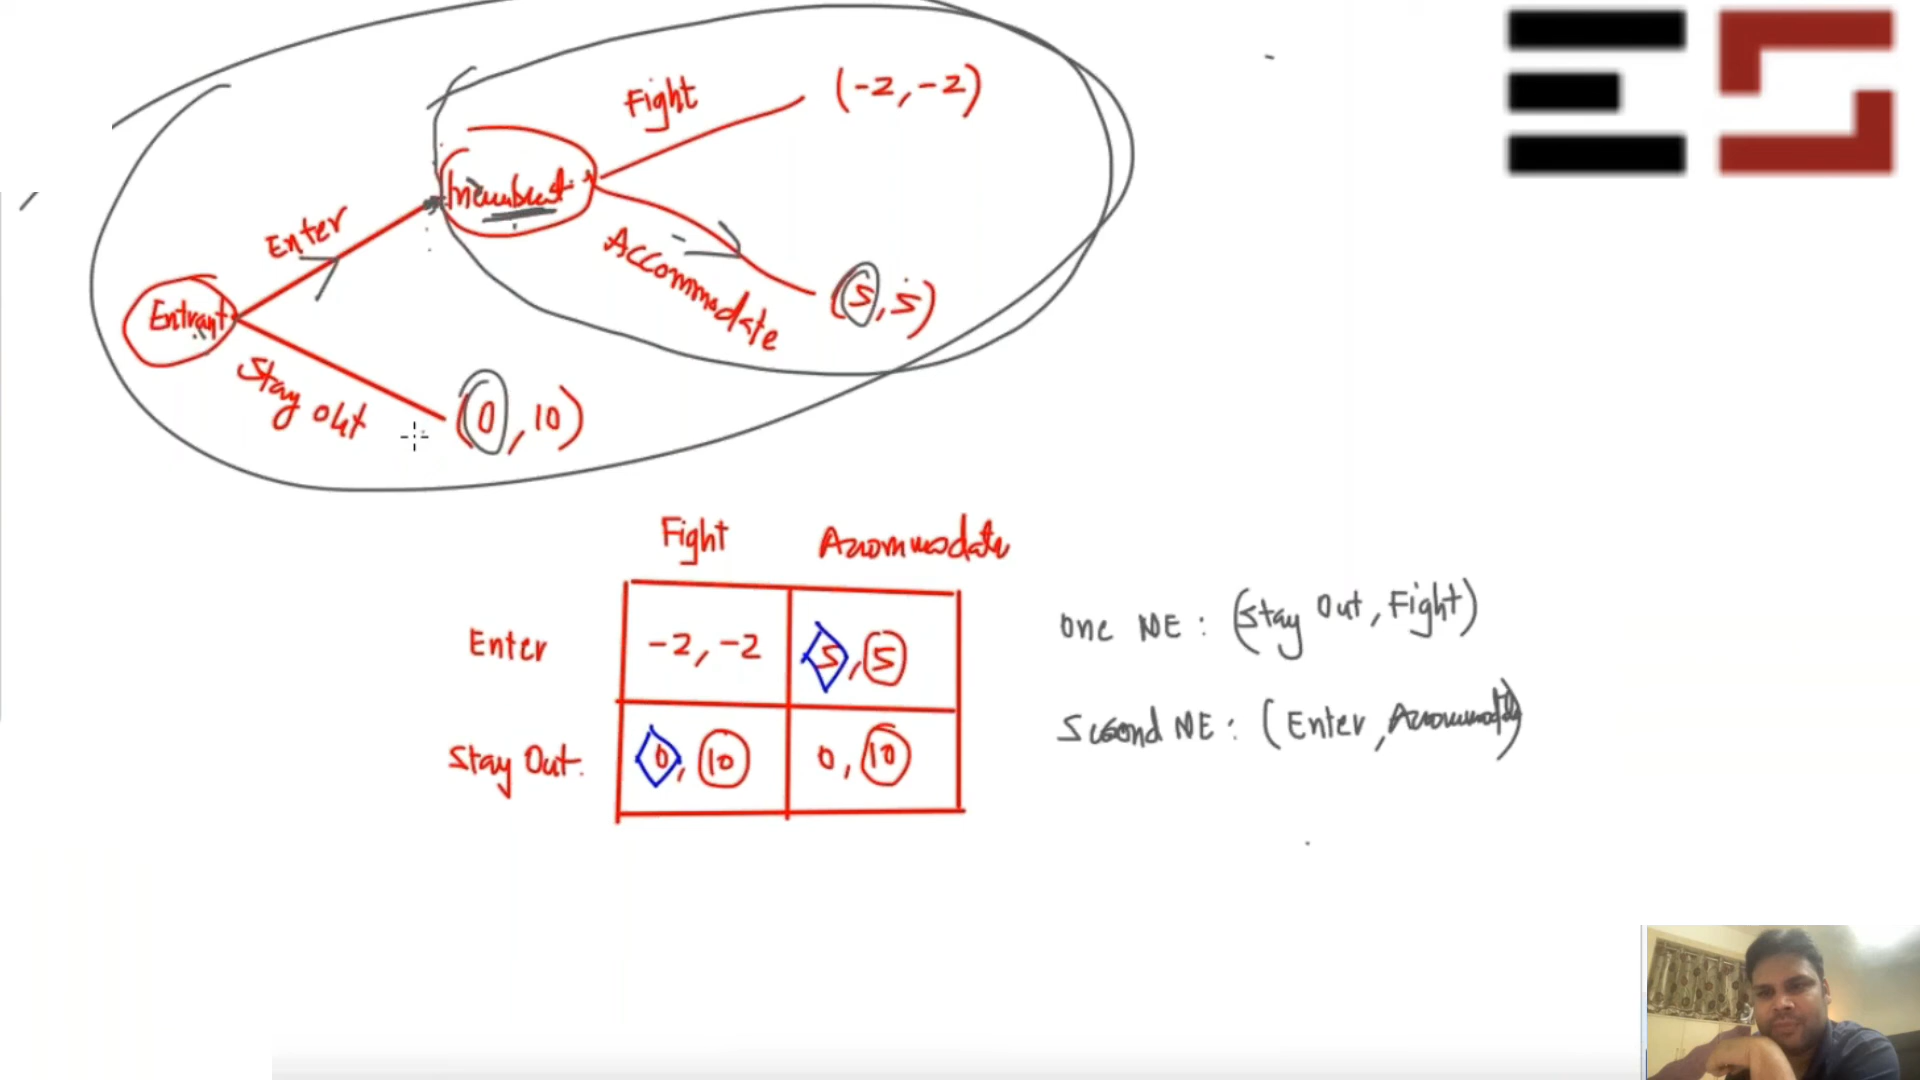 Fight
(-2, -2)
Incumbent
Enter
Accommodate
(5, 5)
Entrant
Stay Out
(0, 10)
ES
Fight
Accommodate
Enter
-2, -2
5, 5
Stay Out.
0, 10
0, 10
One NE: (Stay Out, Fight)
Second NE: (Enter, Accommodate)